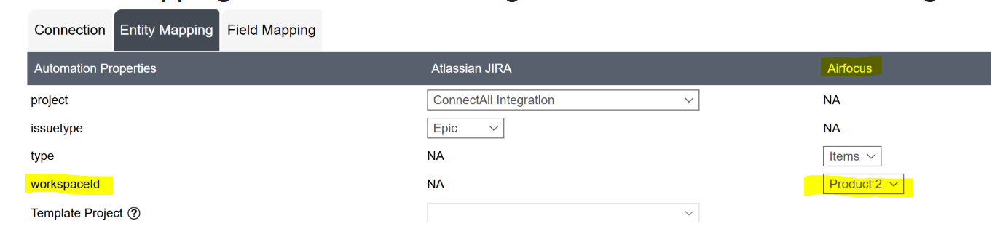 Connection Entity Mapping Field Mapping
Automation Properties Atlassian JIRA Airfocus
project ConnectAll Integration NA
issuetype Epic NA
type NA Items
workspaceId NA Product 2
Template Project ?